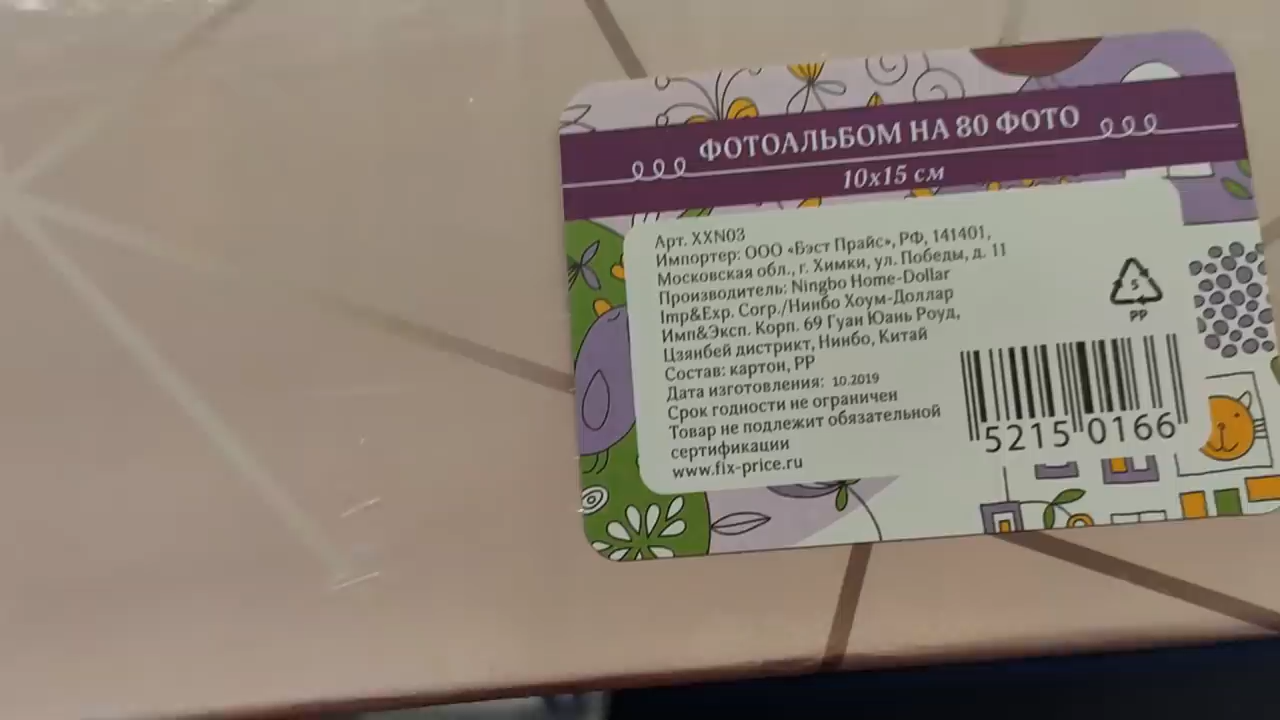 ФОТОАЛЬБОМ НА 80 ФОТО
10х15 см
Арт. XXN03
Импортер: ООО «Бэст Прайс», РФ, 141401,
Московская обл., г. Химки, ул. Победы, д. 11
Производитель: Ningbo Home-Dollar
Imp&Exp. Corp./Нинбо Хоум-Доллар
Имп&Эксп. Корп. 69 Гуан Юань Роуд,
Цзянбей дистрикт, Нинбо, Китай
Состав: картон, PP
Дата изготовления: 10.2019
Срок годности не ограничен
Товар не подлежит обязательной
сертификации
www.fix-price.ru
5
PP
5215 0166